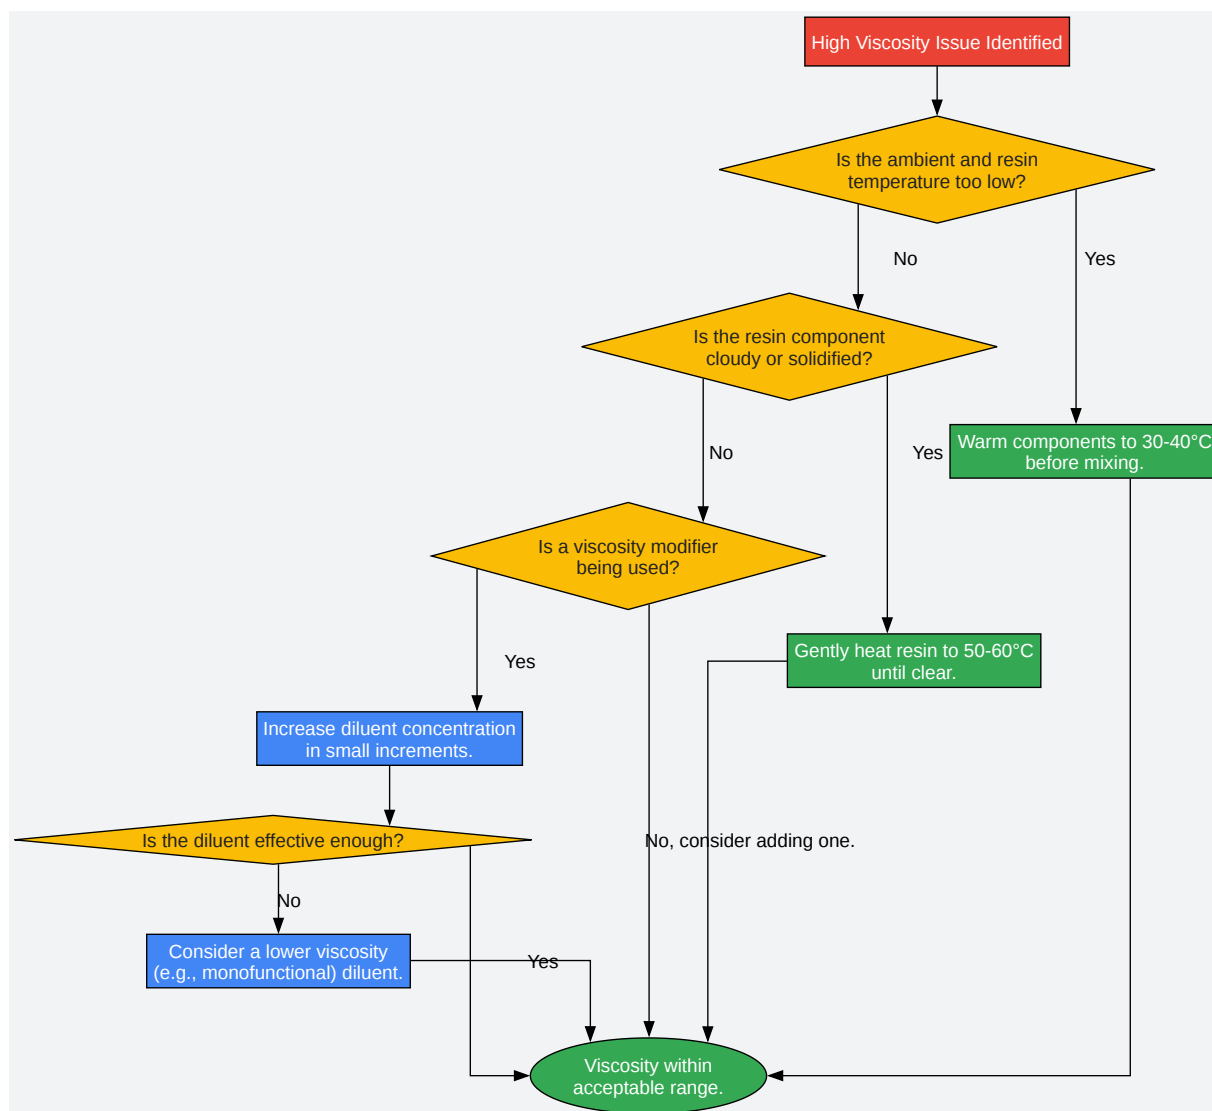 High Viscosity Issue Identified
Is the ambient and resin
temperature too low?
No
Yes
Is the resin component
cloudy or solidified?
No
Yes
Warm components to 30-40°C
before mixing.
Is a viscosity modifier
being used?
Yes
Gently heat resin to 50-60°C
until clear.
Increase diluent concentration
in small increments.
Is the diluent effective enough?
No, consider adding one.
No
Consider a lower viscosity
(e.g., monofunctional) diluent.
Yes
Viscosity within
acceptable range.